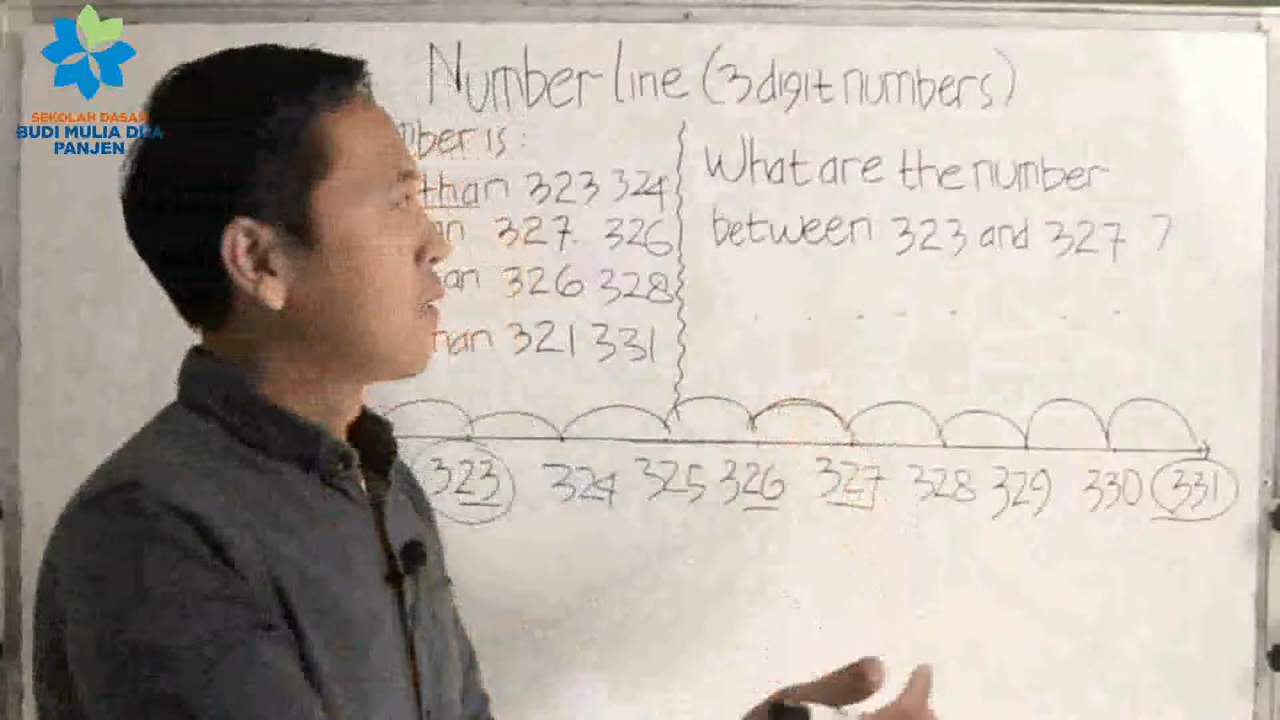 SEKOLAH DASAR
BUDI MULIA DUA
PANJEN
Number line (3 digit numbers)
ber is:
than 323 324
an 327 326
an 326 328
han 321 331
What are the number
between 323 and 327 ?
323 324 325 326 327 328 329 330 331